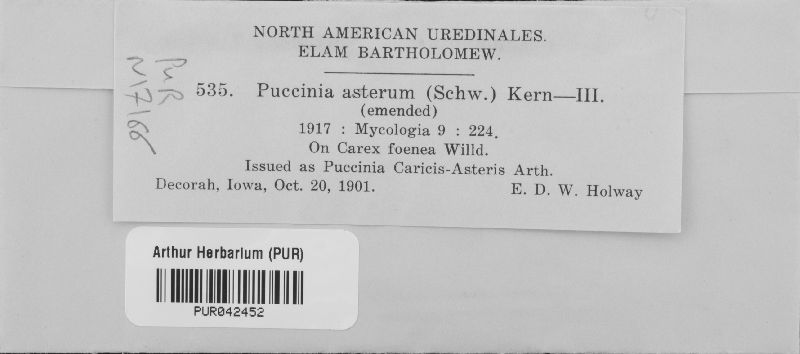 NORTH AMERICAN UREDINALES.
ELAM BARTHOLOMEW.
PUR
N7166
535. Puccinia asterum (Schw.) Kern—III.
(emended)
1917 : Mycologia 9 : 224.
On Carex foenea Willd.
Issued as Puccinia Caricis-Asteris Arth.
Decorah, Iowa, Oct. 20, 1901. E. D. W. Holway
Arthur Herbarium (PUR)
PUR042452